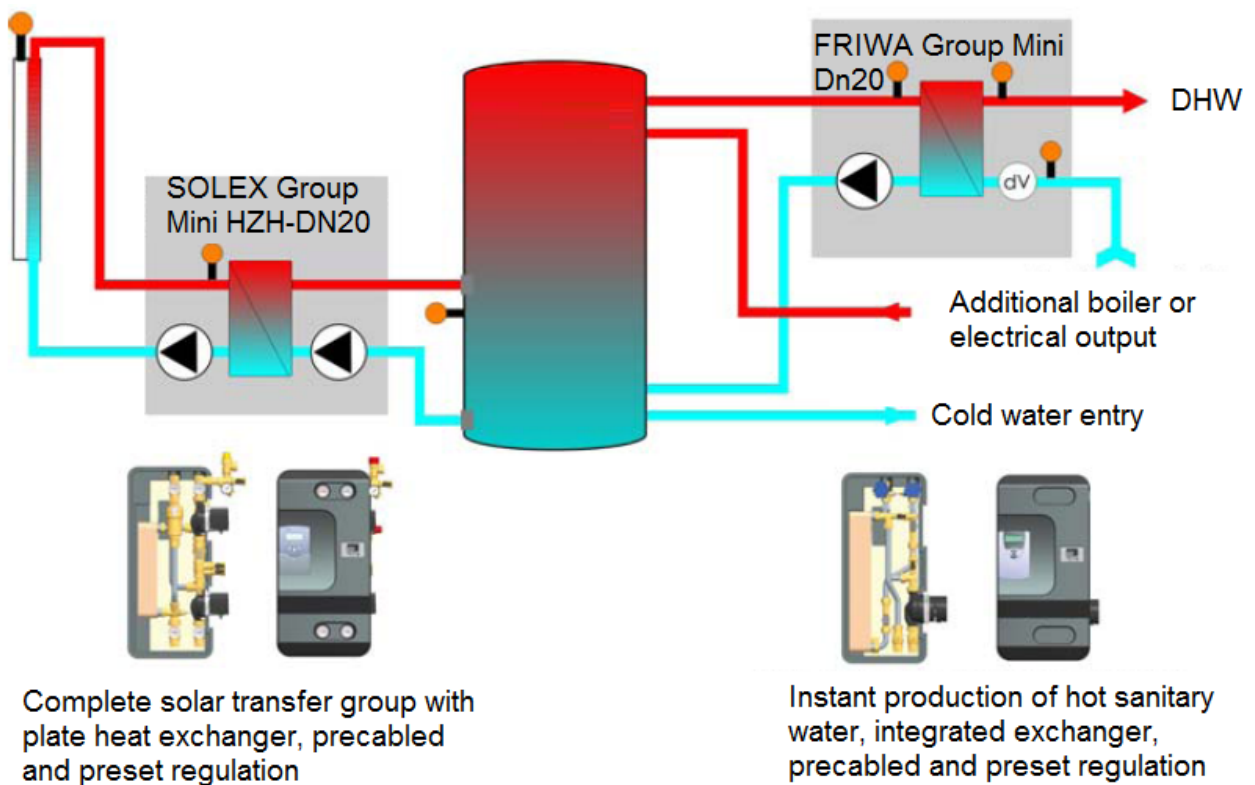 FRIWA Group Mini
Dn20
DHW
SOLEX Group
Mini HZH-DN20
dV
Additional boiler or
electrical output
Cold water entry
Complete solar transfer group with
plate heat exchanger, precabled
and preset regulation
Instant production of hot sanitary
water, integrated exchanger,
precabled and preset regulation